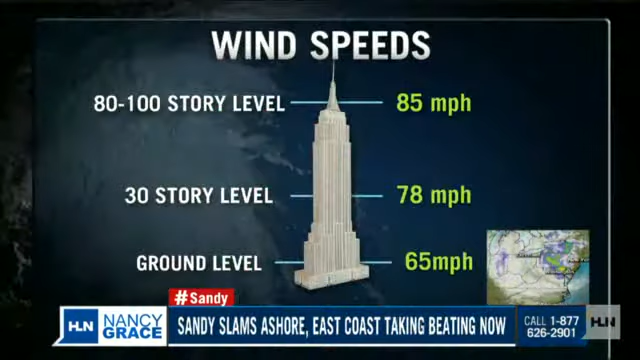 WIND SPEEDS
80-100 STORY LEVEL 85 mph
30 STORY LEVEL 78 mph
GROUND LEVEL 65mph
#Sandy
HLN NANCY GRACE SANDY SLAMS ASHORE, EAST COAST TAKING BEATING NOW CALL 1-877 626-2901 HLN